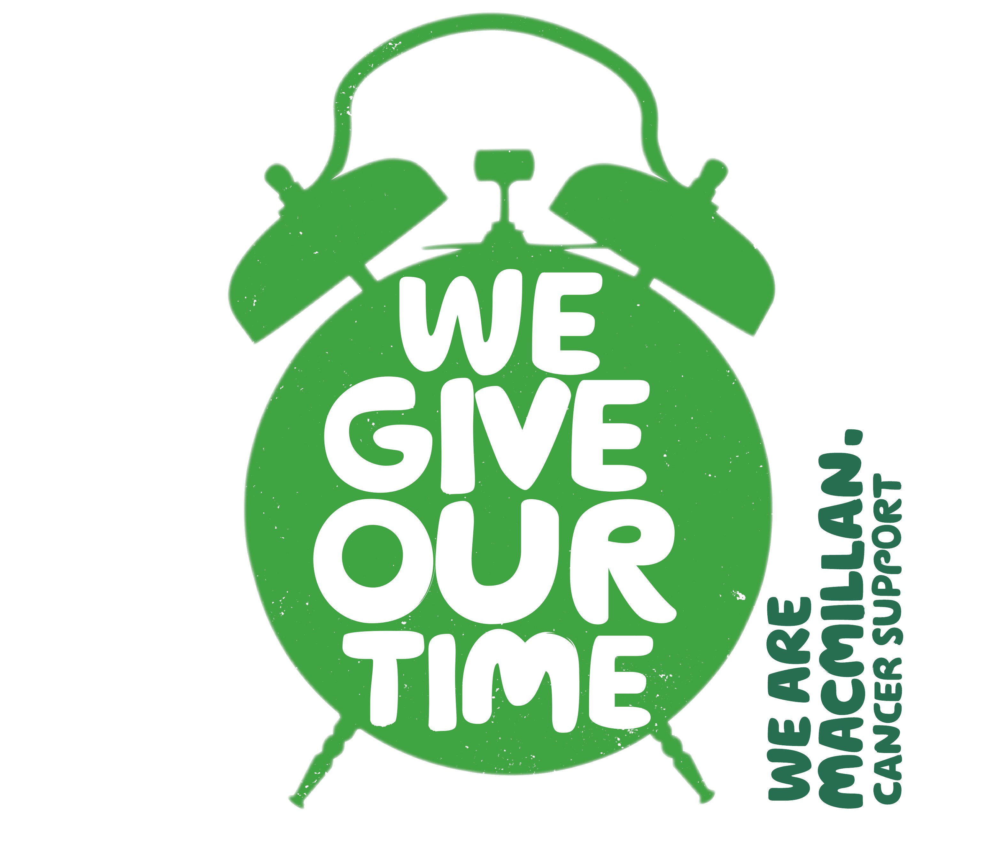 WE
GIVE
OUR
TIME
WE ARE
MACMILLAN.
CANCER SUPPORT